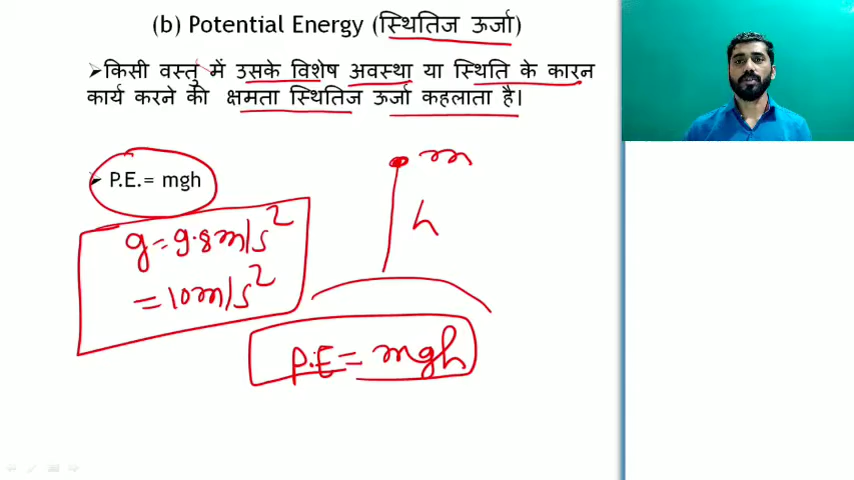 (b) Potential Energy (स्थितिज ऊर्जा)
➢किसी वस्तु में उसके विशेष अवस्था या स्थिति के कारन
कार्य करने की क्षमता स्थितिज ऊर्जा कहलाता है।
m
➢ P.E.= mgh
h
g=9.8m/s²
=10m/s²
P.E= mgh